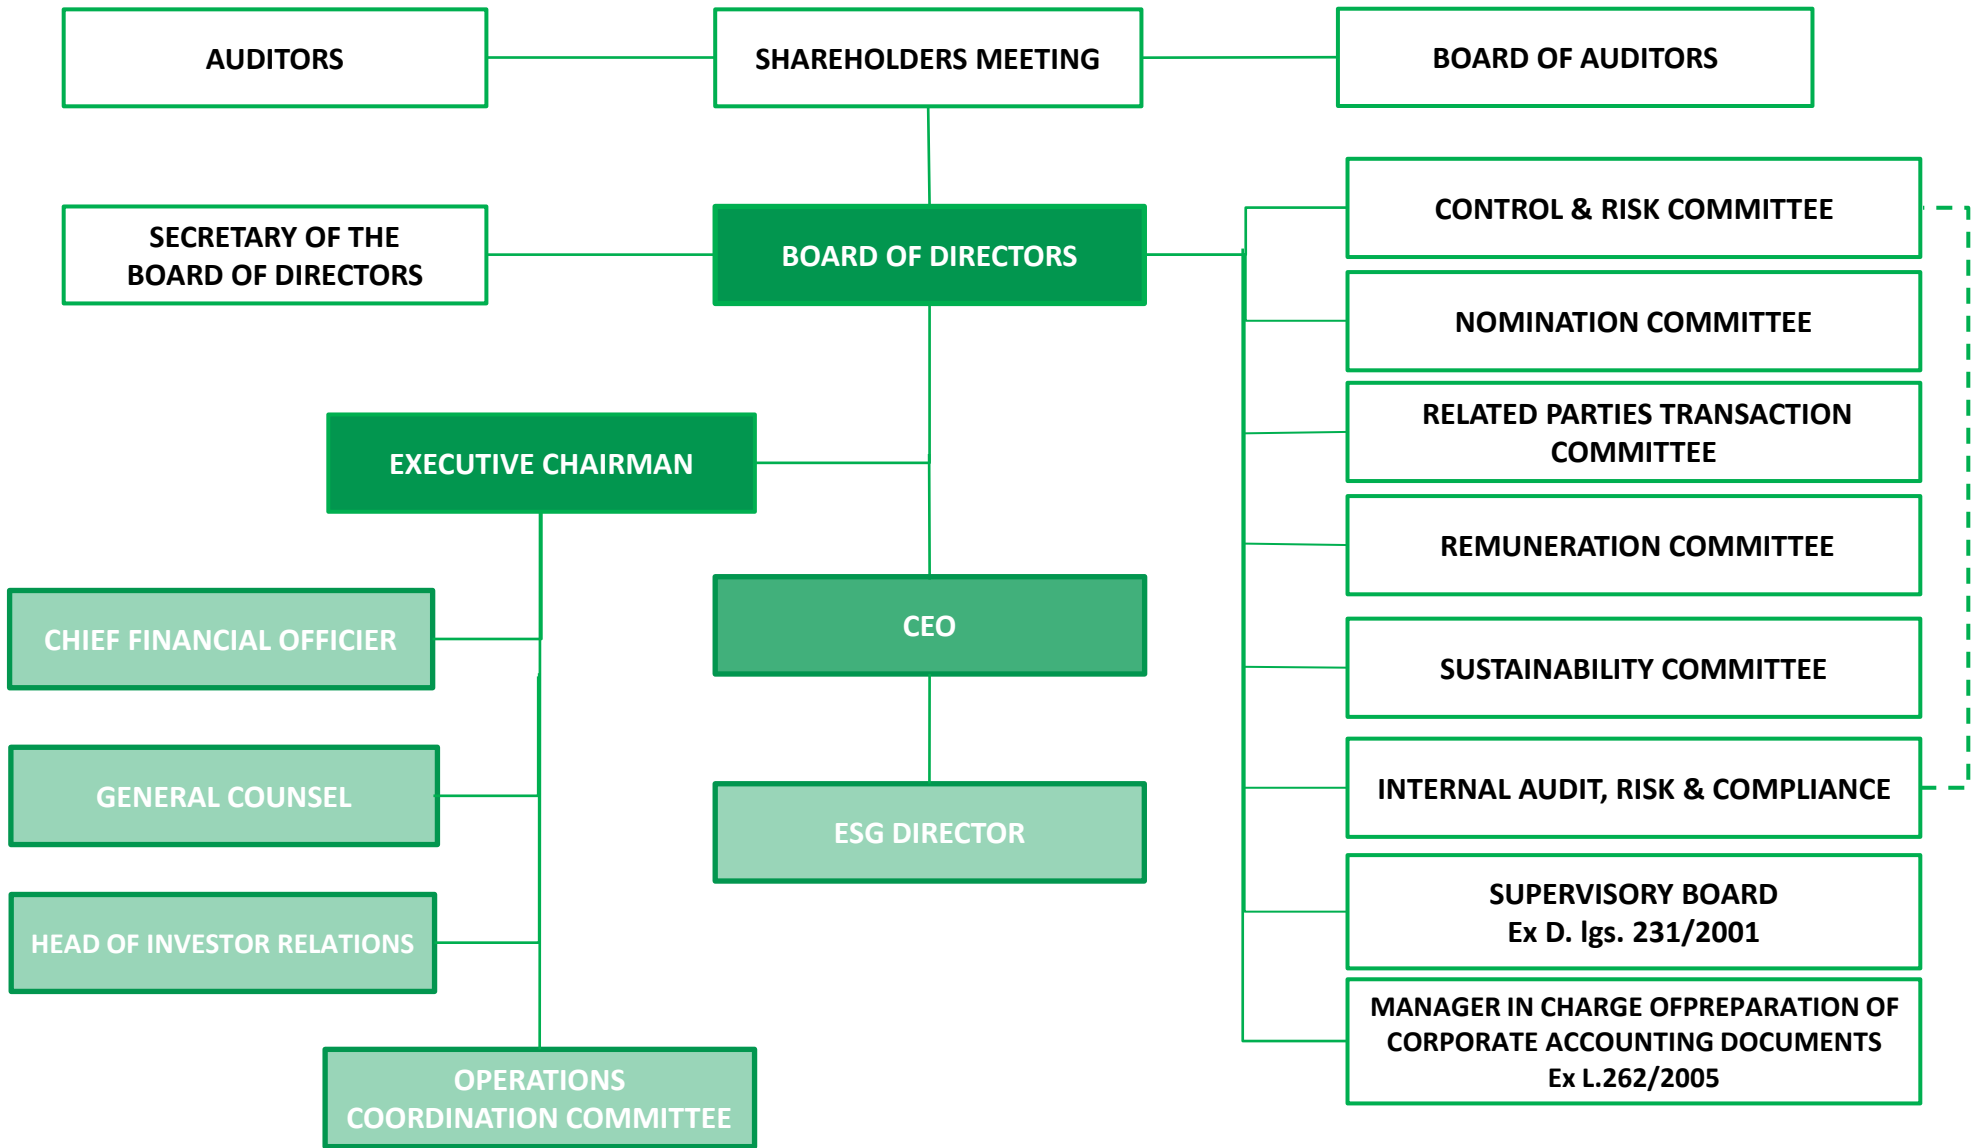 AUDITORS
SHAREHOLDERS MEETING
BOARD OF AUDITORS
SECRETARY OF THE
BOARD OF DIRECTORS
BOARD OF DIRECTORS
CONTROL & RISK COMMITTEE
NOMINATION COMMITTEE
RELATED PARTIES TRANSACTION
COMMITTEE
REMUNERATION COMMITTEE
SUSTAINABILITY COMMITTEE
INTERNAL AUDIT, RISK & COMPLIANCE
SUPERVISORY BOARD
Ex D. lgs. 231/2001
MANAGER IN CHARGE OFPREPARATION OF
CORPORATE ACCOUNTING DOCUMENTS
Ex L.262/2005
EXECUTIVE CHAIRMAN
CHIEF FINANCIAL OFFICIER
GENERAL COUNSEL
HEAD OF INVESTOR RELATIONS
OPERATIONS
COORDINATION COMMITTEE
CEO
ESG DIRECTOR